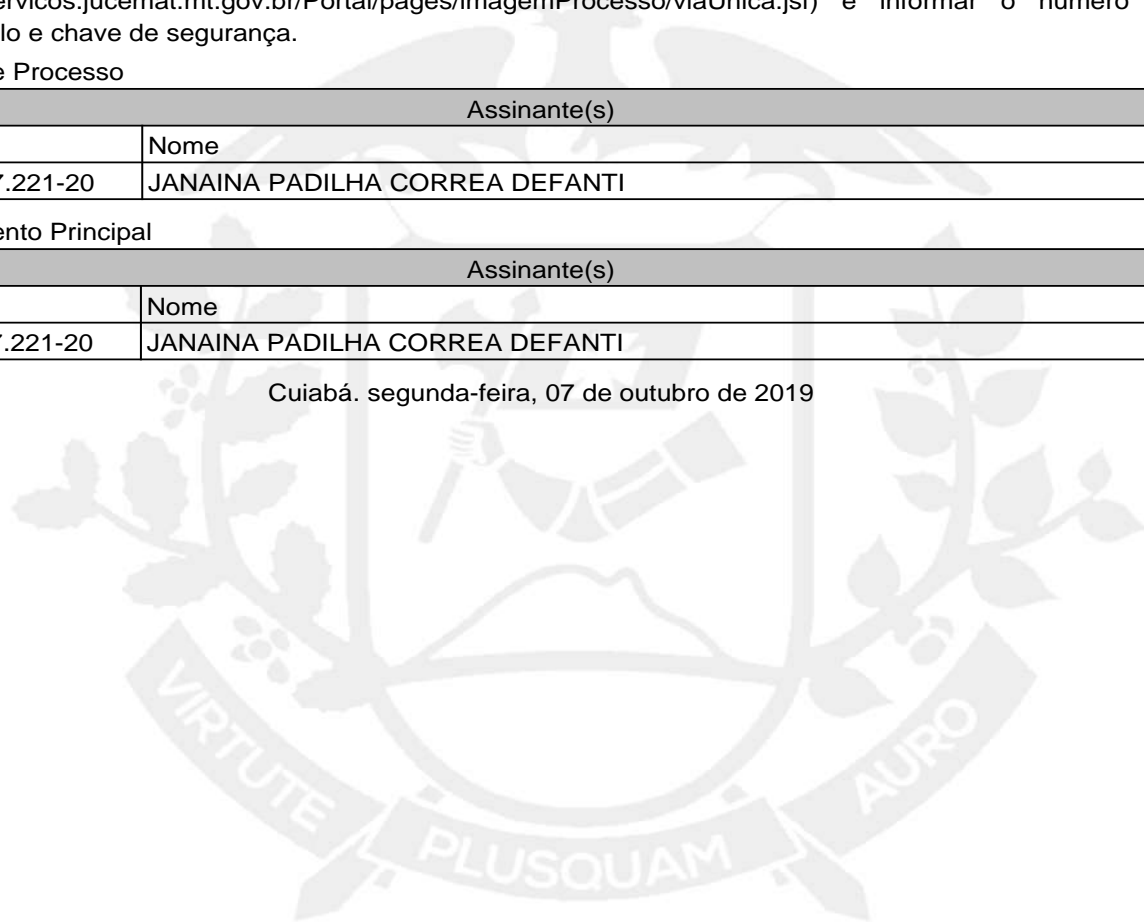 ervicos.jucemat.mt.gov.br/Portal/pages/imagemProcesso/viaUnica.jsf) e informar o número
lo e chave de segurança.
e Processo
Assinante(s)
Nome
7.221-20 JANAINA PADILHA CORREA DEFANTI
ento Principal
Assinante(s)
Nome
7.221-20 JANAINA PADILHA CORREA DEFANTI
Cuiabá. segunda-feira, 07 de outubro de 2019
VIRTUTE PLUSQUAM AURO